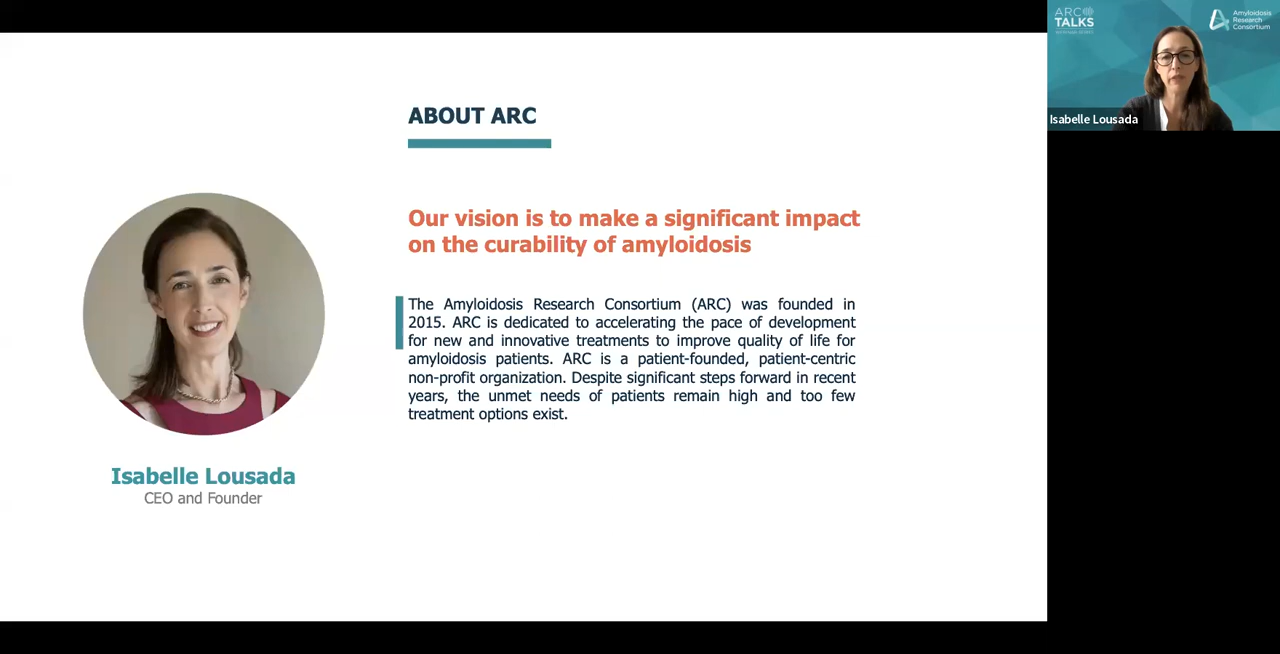 ABOUT ARC
Our vision is to make a significant impact
on the curability of amyloidosis
The Amyloidosis Research Consortium (ARC) was founded in
2015. ARC is dedicated to accelerating the pace of development
for new and innovative treatments to improve quality of life for
amyloidosis patients. ARC is a patient-founded, patient-centric
non-profit organization. Despite significant steps forward in recent
years, the unmet needs of patients remain high and too few
treatment options exist.
Isabelle Lousada
CEO and Founder
ARC
TALKS
WEBINAR SERIES
Amyloidosis
Research
Consortium
Isabelle Lousada